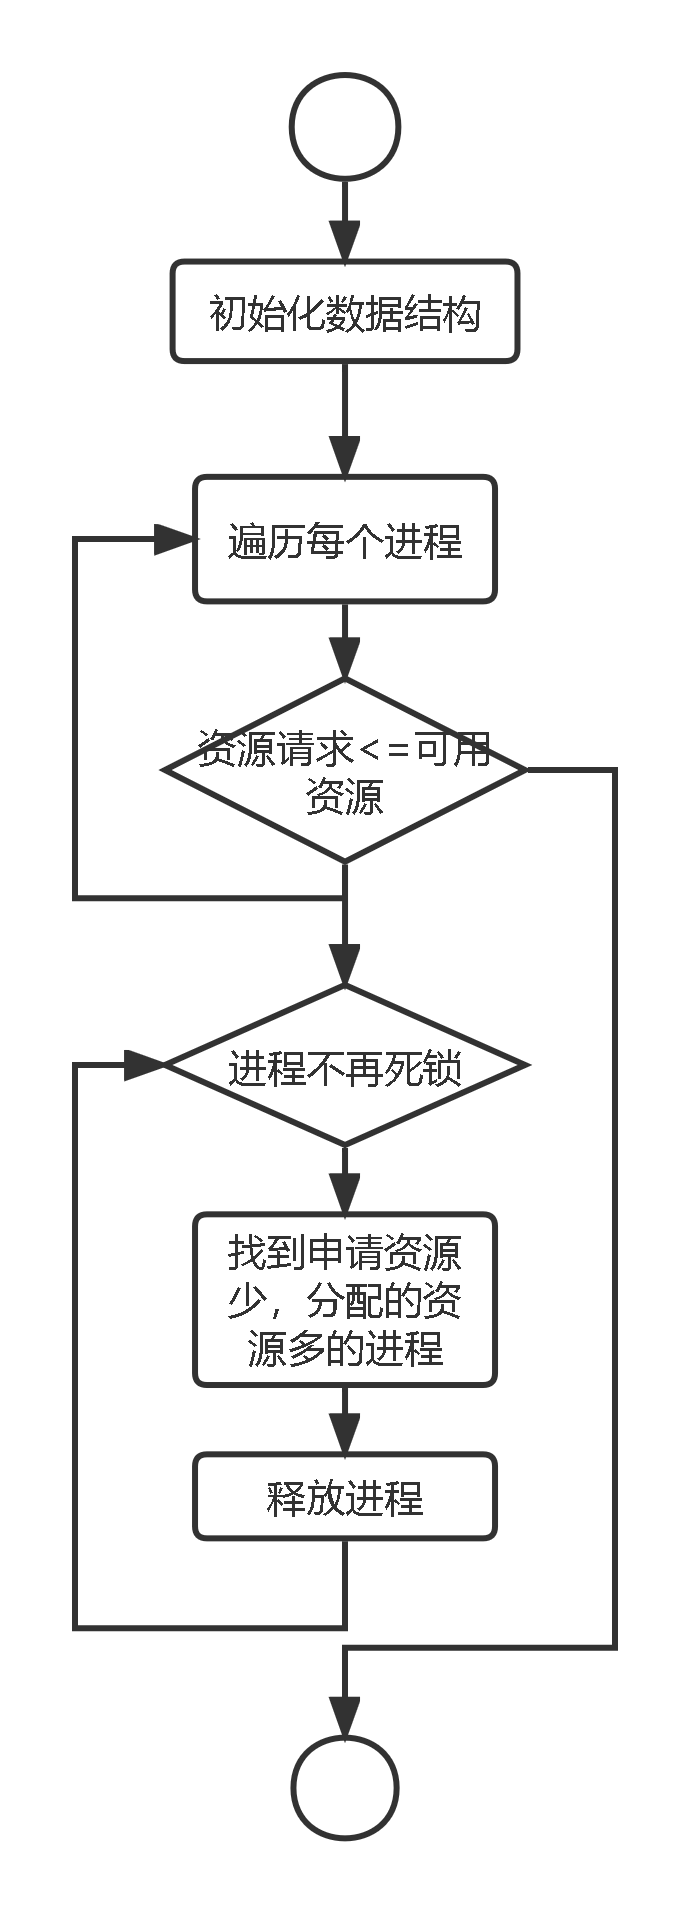 初始化数据结构
遍历每个进程
资源请求<=可用
资源
进程不再死锁
找到申请资源
少，分配的资
源多的进程
释放进程